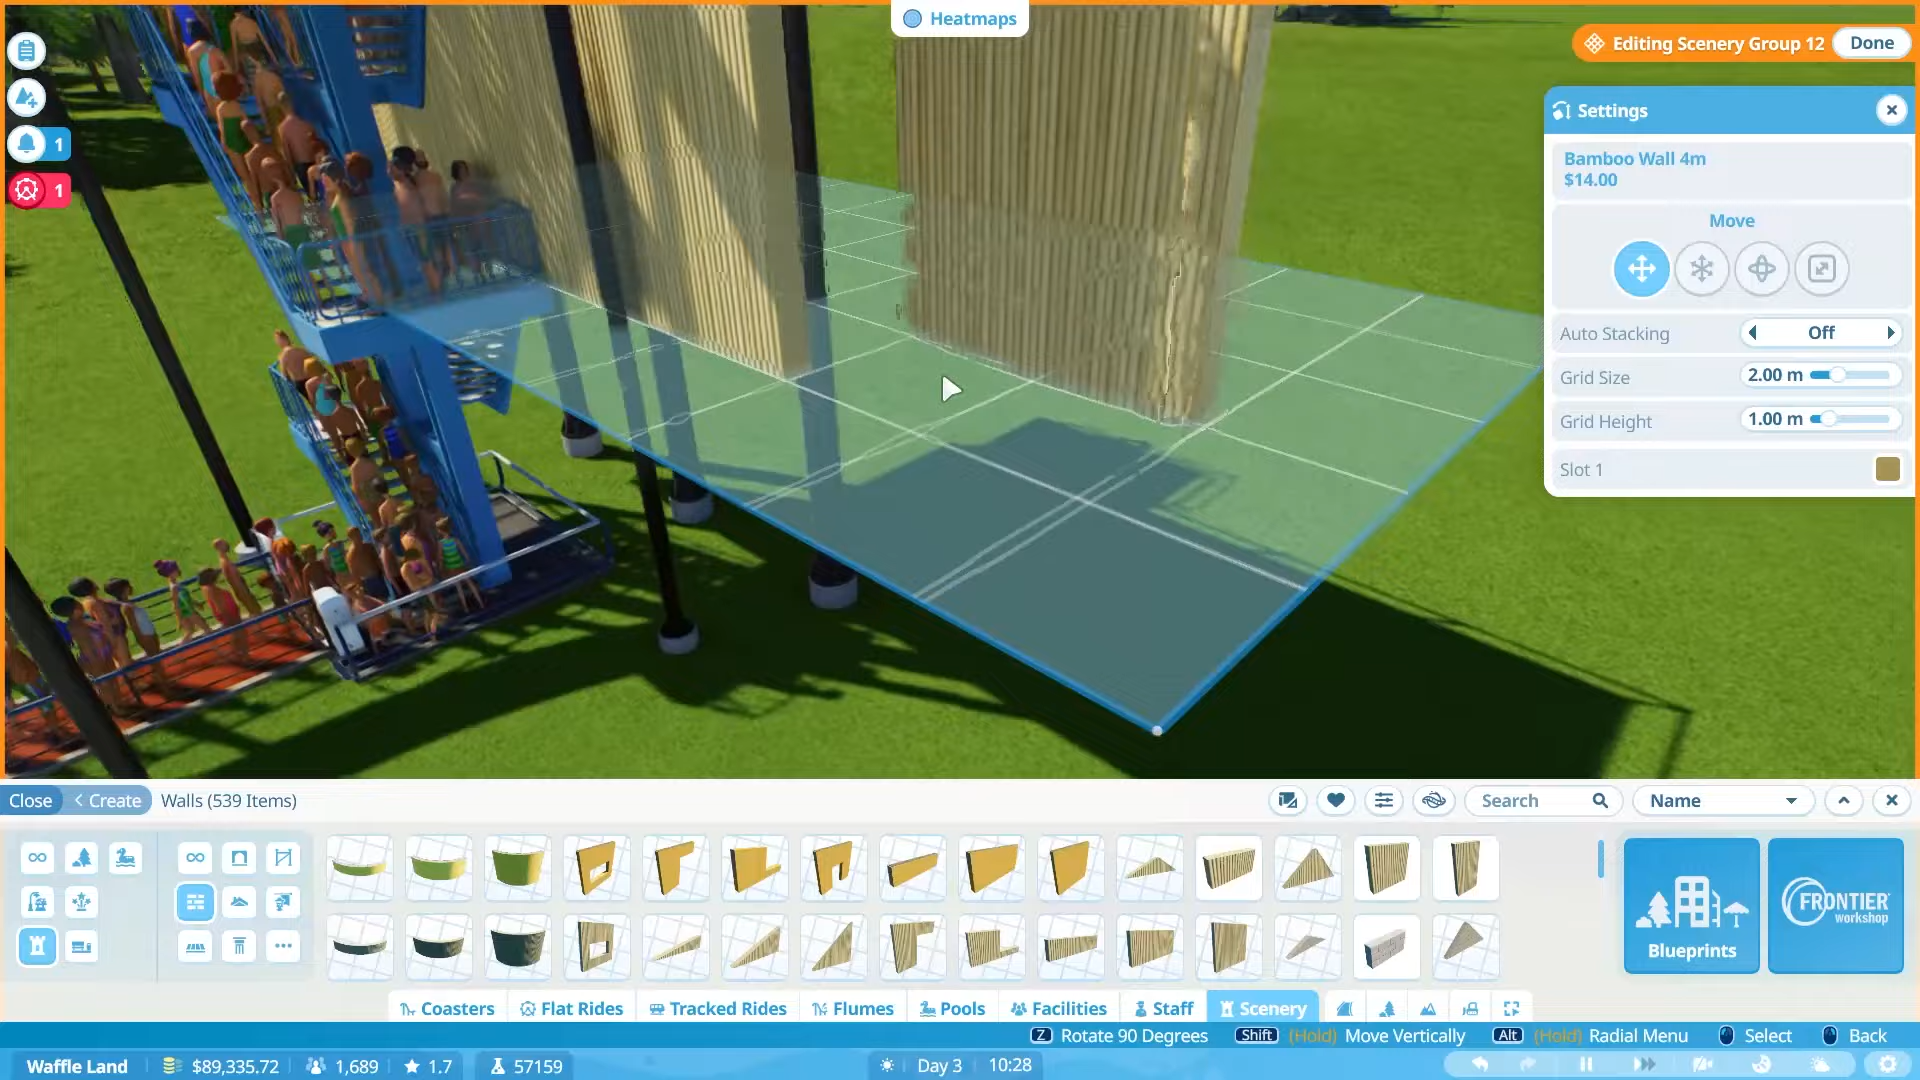 Heatmaps
Editing Scenery Group 12 Done
1
1
Settings
Bamboo Wall 4m
$14.00
Move
Auto Stacking Off
Grid Size 2.00 m
Grid Height 1.00 m
Slot 1
Close Create Walls (539 Items) Search Name
Blueprints
FRONTIER
workshop
Coasters Flat Rides Tracked Rides Flumes Pools Facilities Staff Scenery
Z Rotate 90 Degrees Shift (Hold) Move Vertically Alt (Hold) Radial Menu Select Back
Waffle Land $89,335.72 1,689 1.7 57159 Day 3 10:28